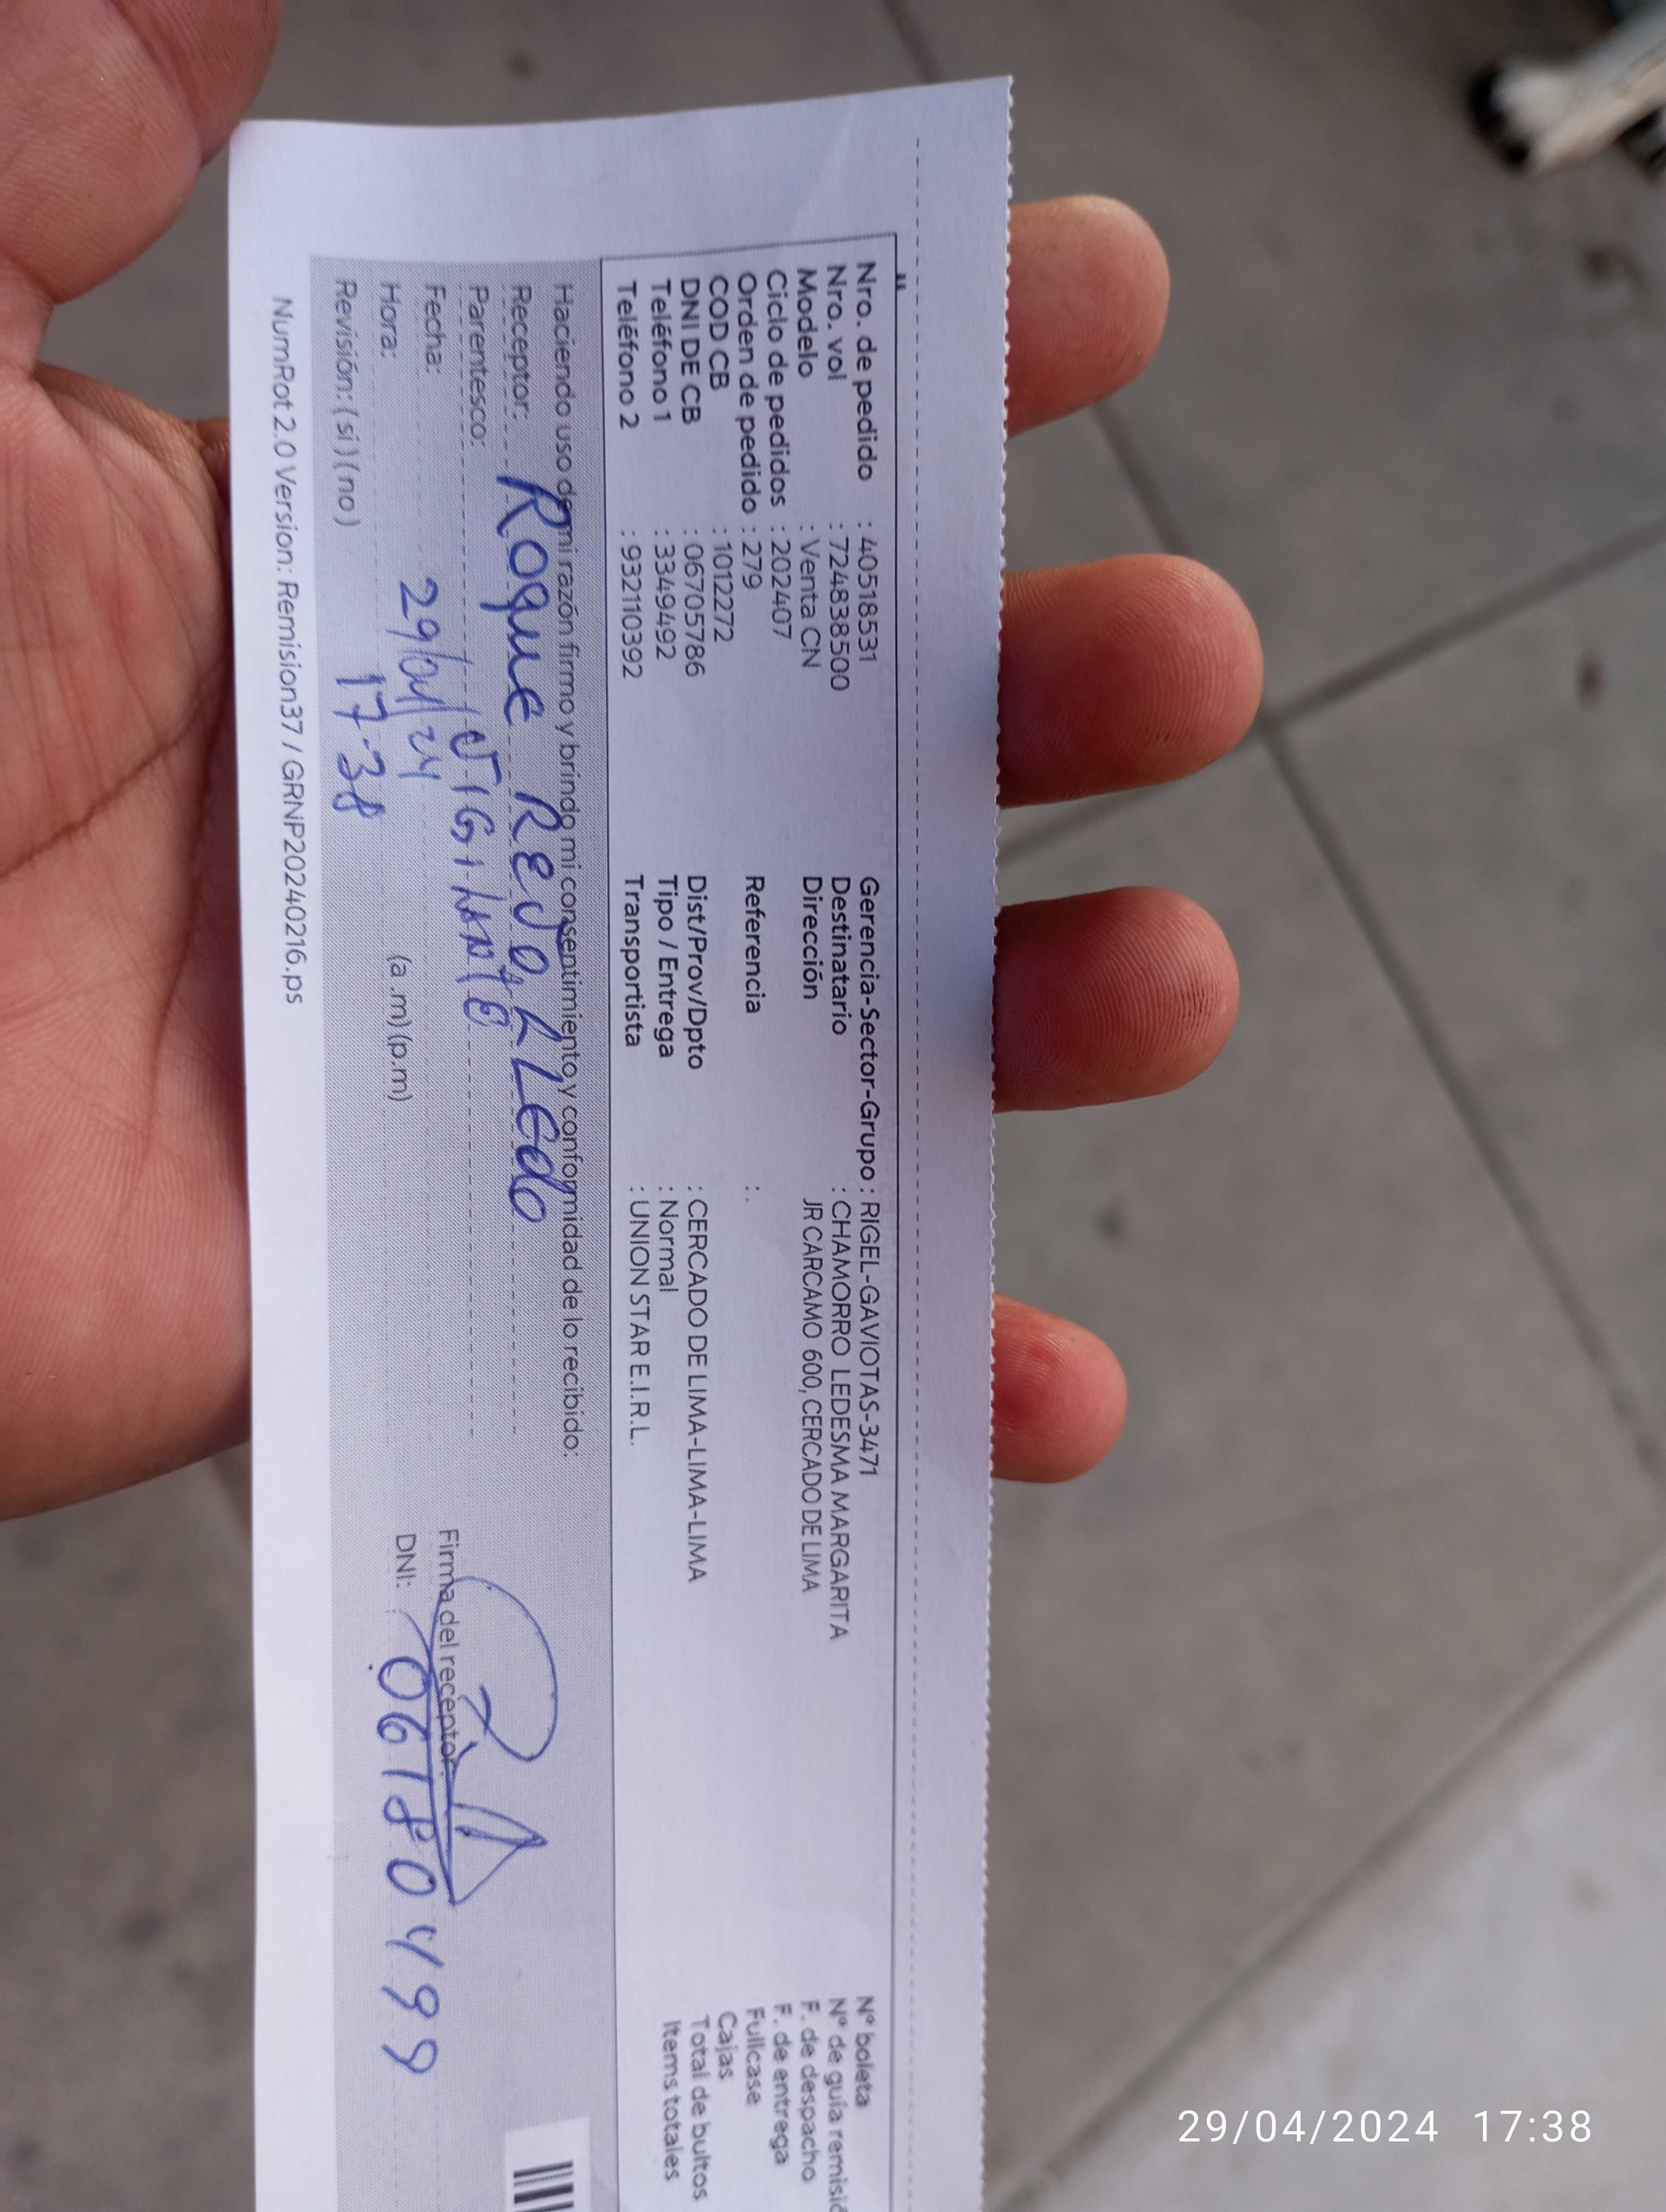 Nro. de pedido : 40518531
Nro. vol : 724838500
Modelo : Venta CN
Ciclo de pedidos : 202407
Orden de pedido : 279
COD CB : 1012272
DNI DE CB : 06705786
Teléfono 1 : 3349492
Teléfono 2 : 932110392
Gerencia-Sector-Grupo : RIGEL-GAVIOTAS-3471
Destinatario : CHAMORRO LEDESMA MARGARITA
Dirección JR CARCAMO 600, CERCADO DE LIMA
Referencia : .
Dist/Prov/Dpto : CERCADO DE LIMA-LIMA-LIMA
Tipo / Entrega : Normal
Transportista : UNION STAR E.I.R.L.
N° boleta
N° de guía remisió
F. de despacho
F. de entrega
Fullcase
Cajas
Total de bultos
Items totales
Haciendo uso de mi razón firmo y brindo mi consentimiento y conformidad de lo recibido:
Receptor: Roque
Parentesco: VIGILANTE
Fecha: 29/04/24
Hora: 17-38 (a .m) (p.m)
Revisión: (si) (no)
Firma del receptor
DNI: 06180499
NumRot 2.0 Version: Remision37 / GRNP20240216.ps
29/04/2024 17:38